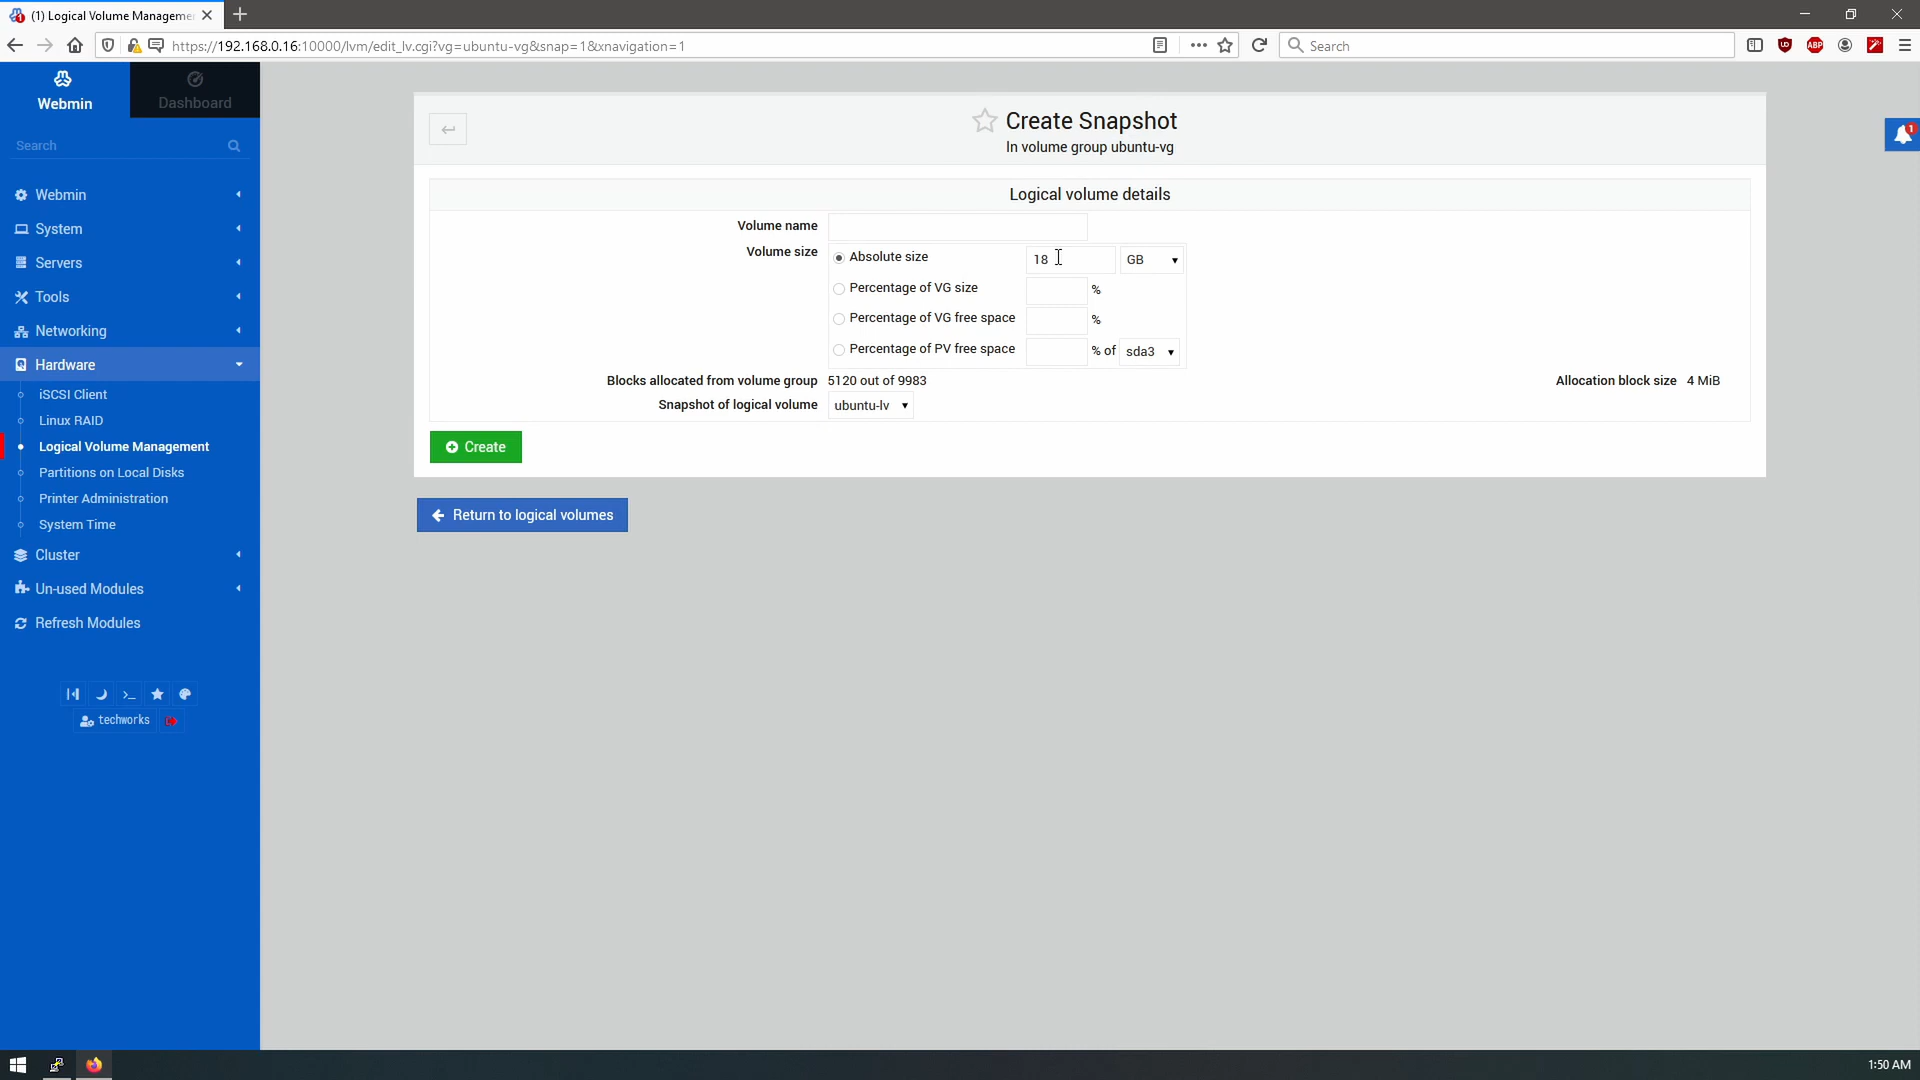 (1) Logical Volume Manageme
https://192.168.0.16:10000/lvm/edit_lv.cgi?vg=ubuntu-vg&snap=1&xnavigation=1
Search
Webmin
Dashboard
Search
Webmin
System
Servers
Tools
Networking
Hardware
iSCSI Client
Linux RAID
Logical Volume Management
Partitions on Local Disks
Printer Administration
System Time
Cluster
Un-used Modules
Refresh Modules
techworks
Create Snapshot
In volume group ubuntu-vg
1
Logical volume details
Volume name
Volume size
Absolute size 18 GB
Percentage of VG size %
Percentage of VG free space %
Percentage of PV free space % of sda3
Blocks allocated from volume group 5120 out of 9983 Allocation block size 4 MiB
Snapshot of logical volume ubuntu-lv
Create
Return to logical volumes
1:50 AM